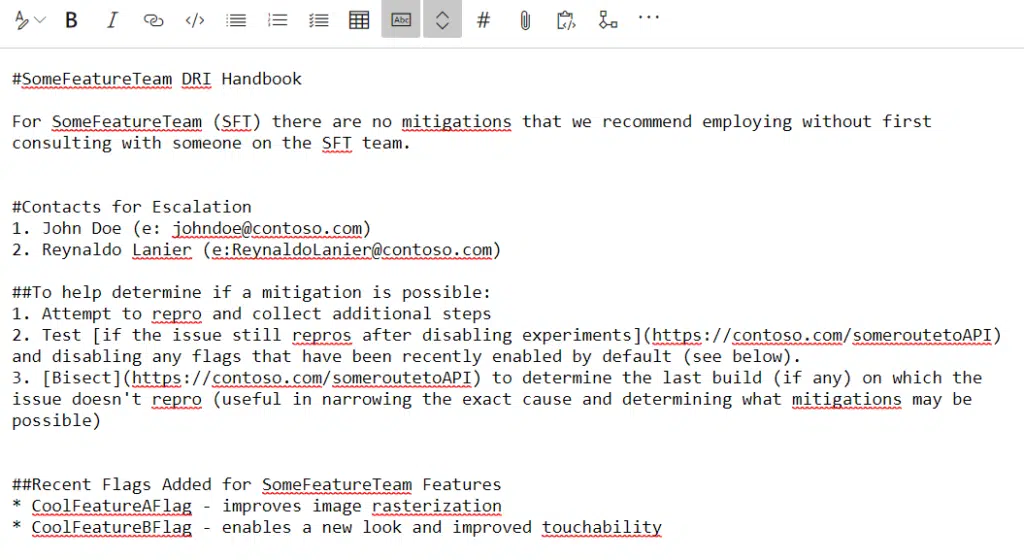 A
B
I
</>
Abc
#
...
#SomeFeatureTeam DRI Handbook
For SomeFeatureTeam (SFT) there are no mitigations that we recommend employing without first
consulting with someone on the SFT team.
#Contacts for Escalation
1. John Doe (e: johndoe@contoso.com)
2. Reynaldo Lanier (e:ReynaldoLanier@contoso.com)
##To help determine if a mitigation is possible:
1. Attempt to repro and collect additional steps
2. Test [if the issue still repros after disabling experiments](https://contoso.com/someroutetoAPI)
and disabling any flags that have been recently enabled by default (see below).
3. [Bisect](https://contoso.com/someroutetoAPI) to determine the last build (if any) on which the
issue doesn't repro (useful in narrowing the exact cause and determining what mitigations may be
possible)
##Recent Flags Added for SomeFeatureTeam Features
* CoolFeatureAFlag - improves image rasterization
* CoolFeatureBFlag - enables a new look and improved touchability